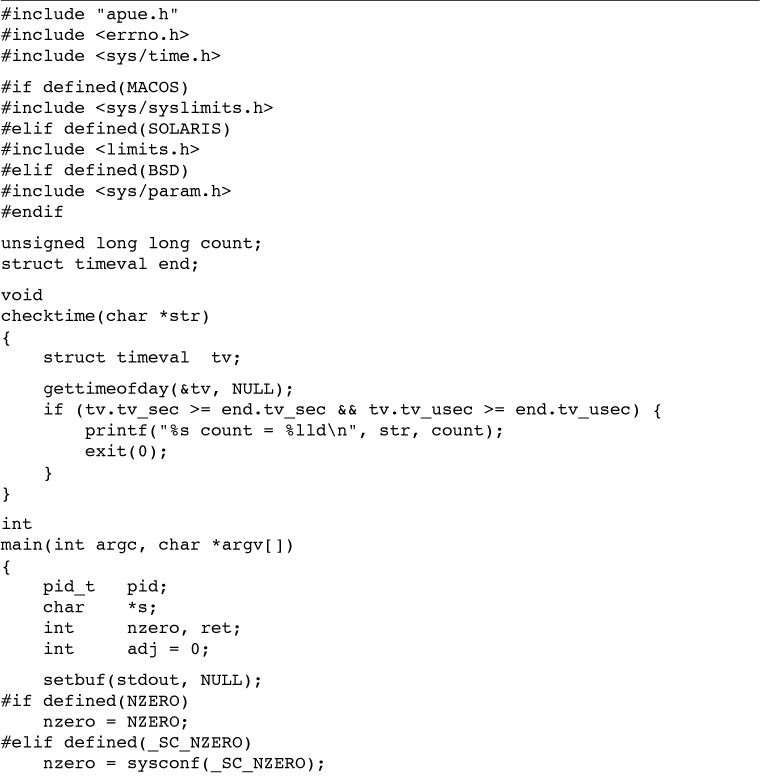 #include "apue.h"
#include <errno.h>
#include <sys/time.h>
#if defined(MACOS)
#include <sys/syslimits.h>
#elif defined(SOLARIS)
#include <limits.h>
#elif defined(BSD)
#include <sys/param.h>
#endif
unsigned long long count;
struct timeval end;
void
checktime(char *str)
{
    struct timeval  tv;
    gettimeofday(&tv, NULL);
    if (tv.tv_sec >= end.tv_sec && tv.tv_usec >= end.tv_usec) {
        printf("%s count = %lld\n", str, count);
        exit(0);
    }
}
int
main(int argc, char *argv[])
{
    pid_t   pid;
    char    *s;
    int     nzero, ret;
    int     adj = 0;
    setbuf(stdout, NULL);
#if defined(NZERO)
    nzero = NZERO;
#elif defined(_SC_NZERO)
    nzero = sysconf(_SC_NZERO);